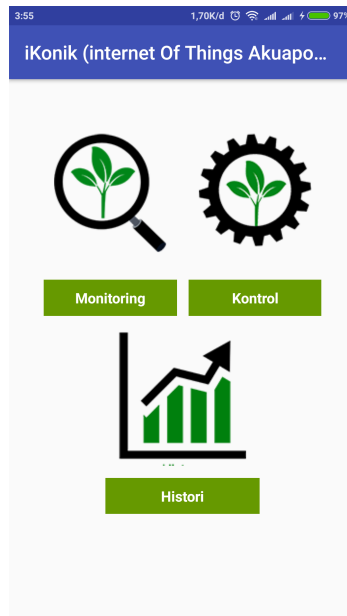 3:55 1,70K/d 97%
iKonik (internet Of Things Akuapo...
Monitoring Kontrol
Histori